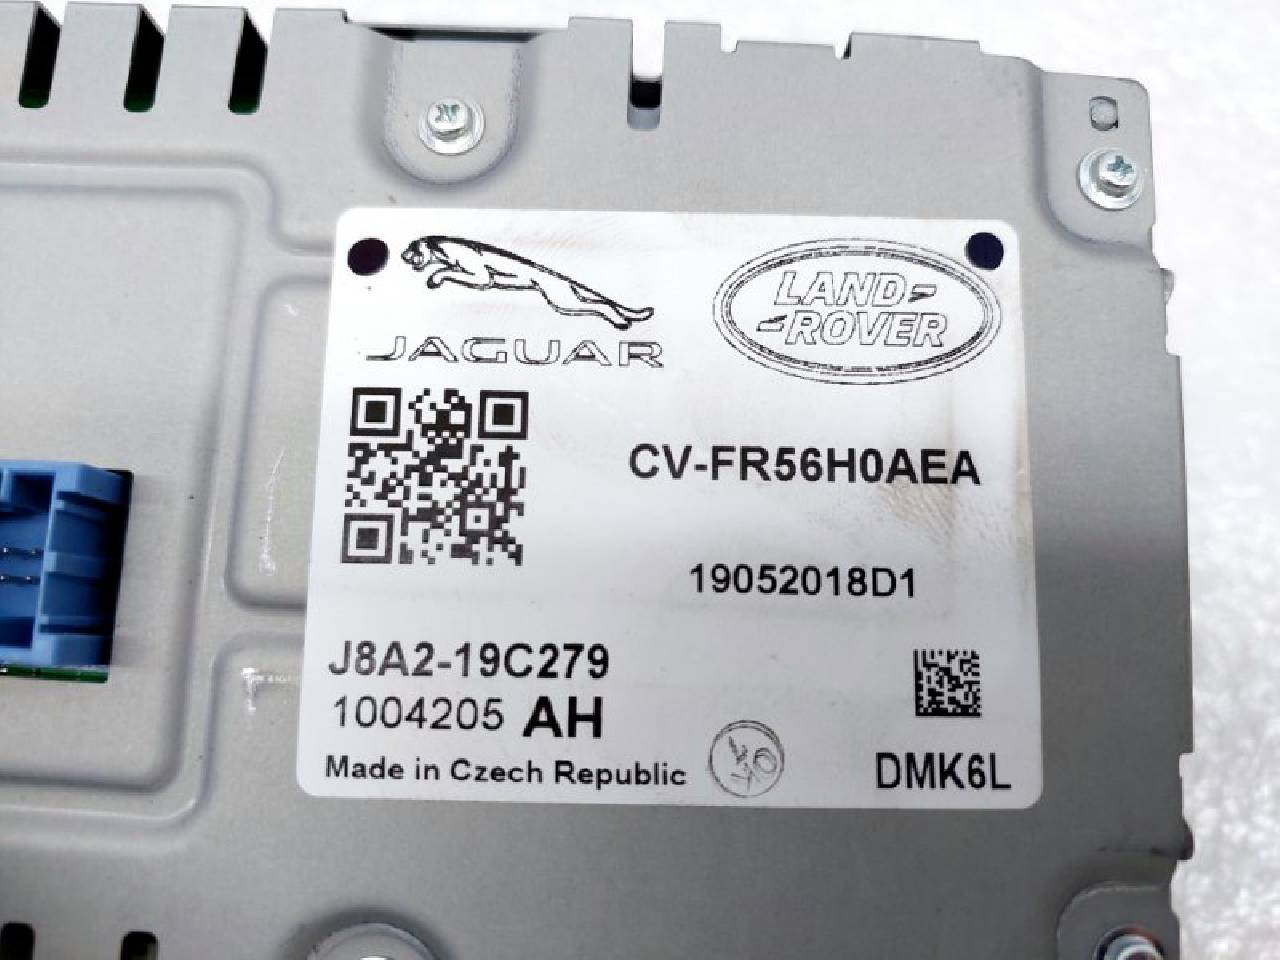 JAGUAR
LAND-
-ROVER
CV-FR56H0AEA
19052018D1
J8A2-19C279
1004205 AH
Made in Czech Republic
DMK6L